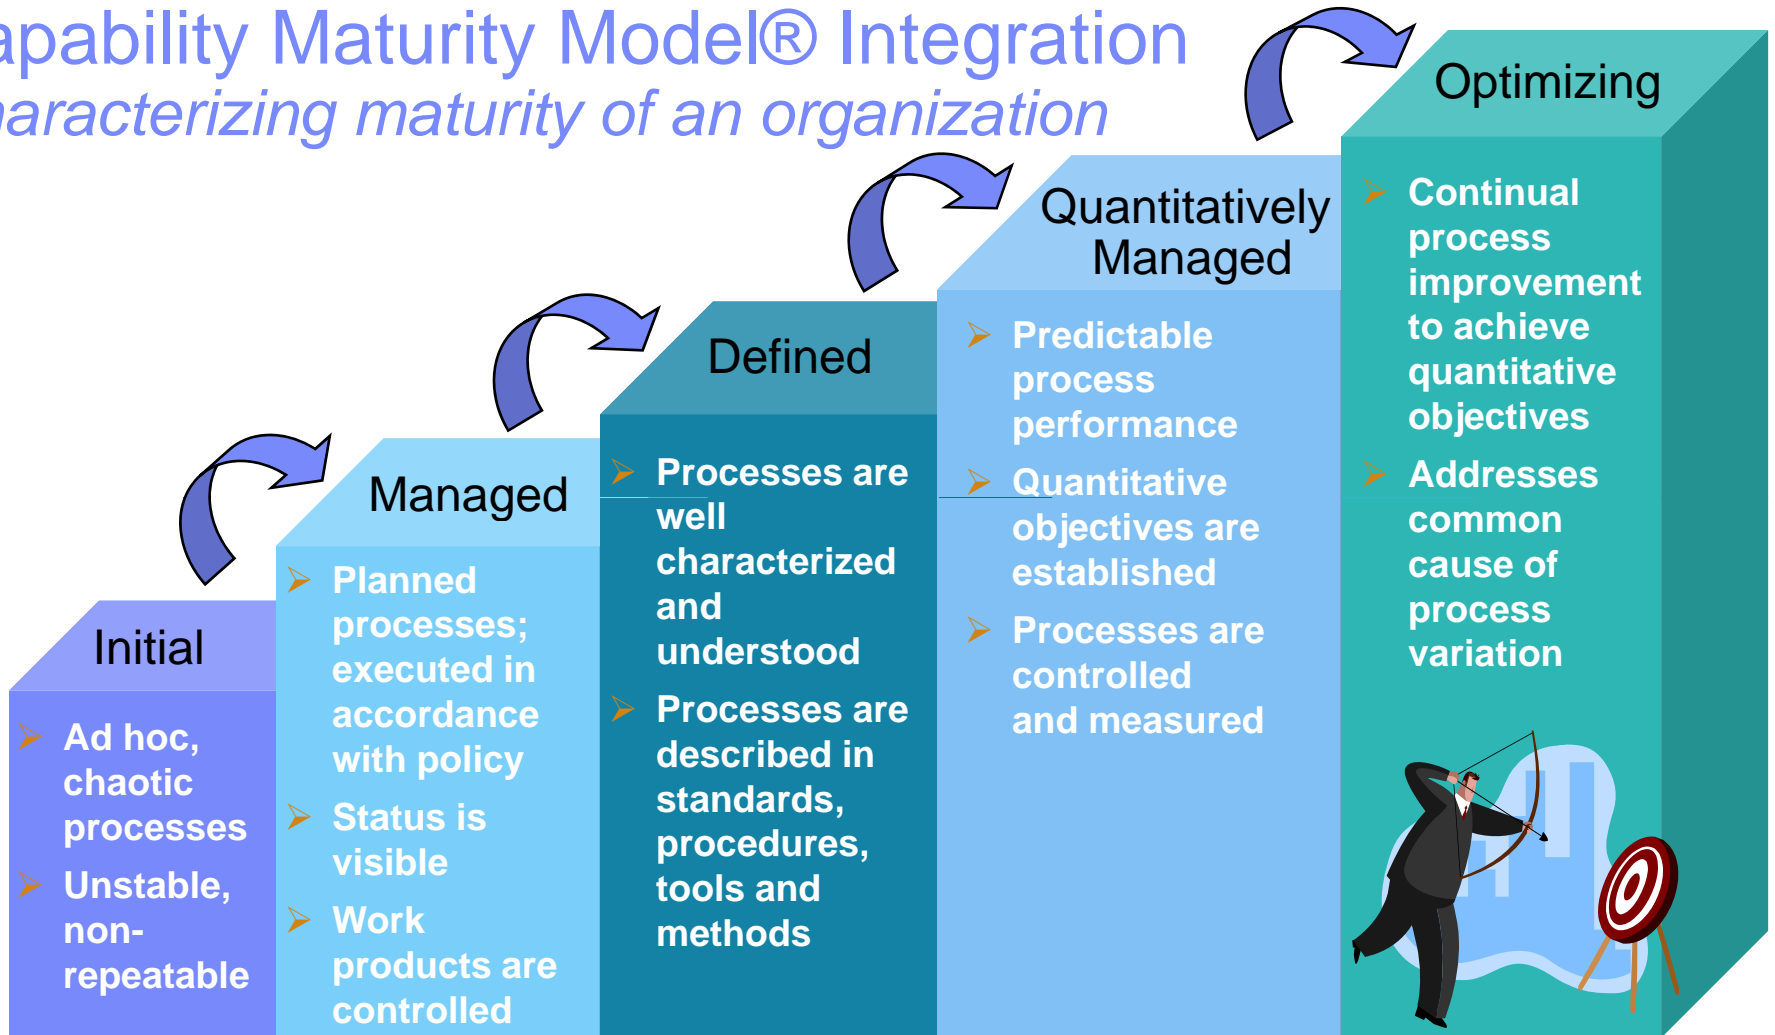 apability Maturity Model® Integration
haracterizing maturity of an organization
Initial
Ad hoc,
chaotic
processes
Unstable,
non-
repeatable
Managed
Planned
processes;
executed in
accordance
with policy
Status is
visible
Work
products are
controlled
Defined
Processes are
well
characterized
and
understood
Processes are
described in
standards,
procedures,
tools and
methods
Quantitatively
Managed
Predictable
process
performance
Quantitative
objectives are
established
Processes are
controlled
and measured
Optimizing
Continual
process
improvement
to achieve
quantitative
objectives
Addresses
common
cause of
process
variation